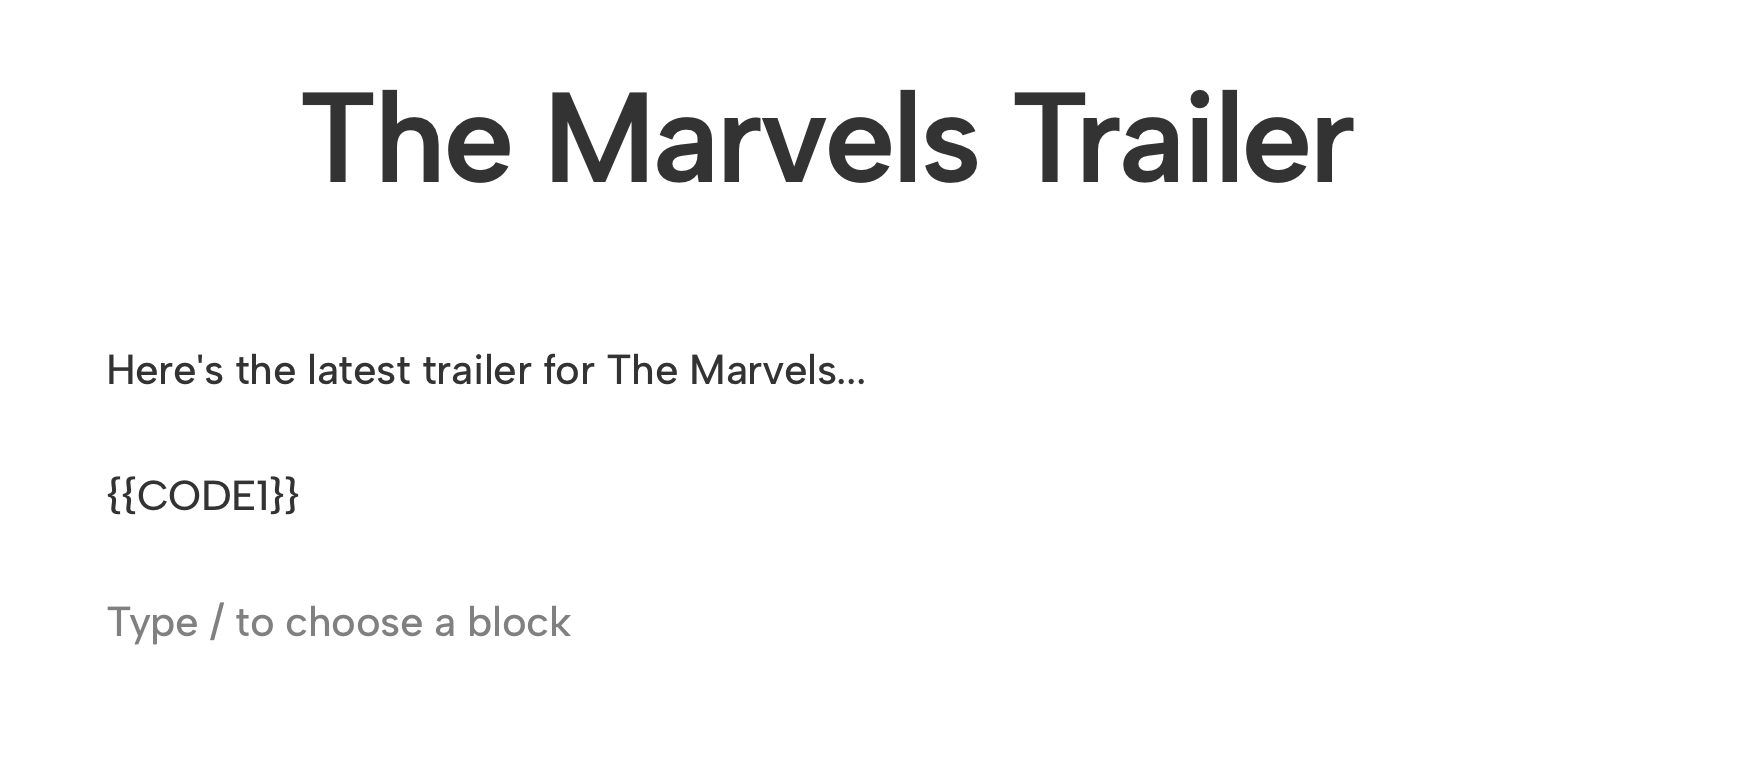 The Marvels Trailer
Here's the latest trailer for The Marvels...
{{CODE1}}
Type / to choose a block